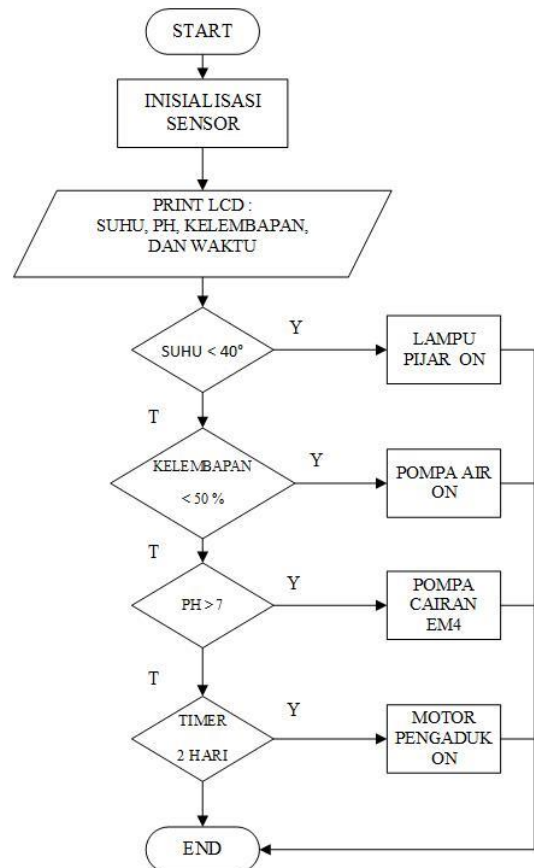 START
INISIALISASI
SENSOR
PRINT LCD :
SUHU, PH, KELEMBAPAN,
DAN WAKTU
SUHU < 40°
Y
LAMPU
PIJAR ON
T
KELEMBAPAN
< 50 %
Y
POMPA AIR
ON
T
PH > 7
Y
POMPA
CAIRAN
EM4
T
TIMER
2 HARI
Y
MOTOR
PENGADUK
ON
END